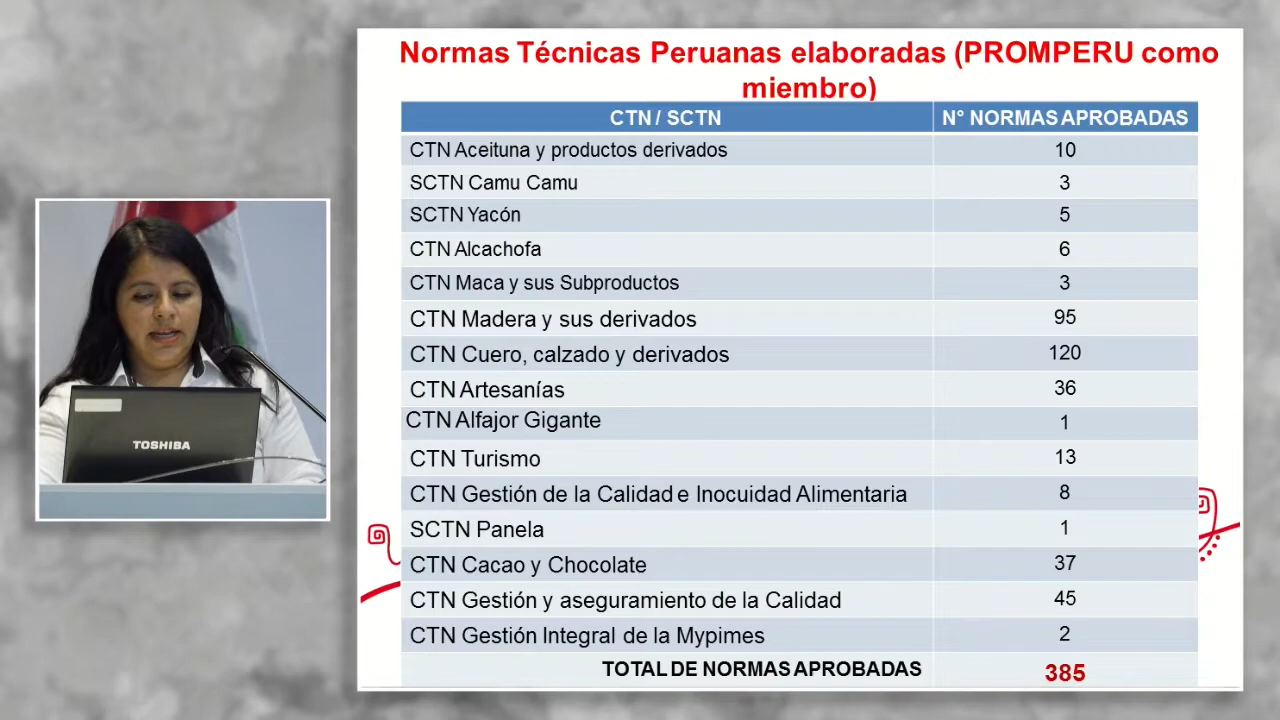 Normas Técnicas Peruanas elaboradas (PROMPERU como
miembro)
CTN / SCTN N° NORMAS APROBADAS
CTN Aceituna y productos derivados 10
SCTN Camu Camu 3
SCTN Yacón 5
CTN Alcachofa 6
CTN Maca y sus Subproductos 3
CTN Madera y sus derivados 95
CTN Cuero, calzado y derivados 120
CTN Artesanías 36
CTN Alfajor Gigante 1
CTN Turismo 13
CTN Gestión de la Calidad e Inocuidad Alimentaria 8
SCTN Panela 1
CTN Cacao y Chocolate 37
CTN Gestión y aseguramiento de la Calidad 45
CTN Gestión Integral de la Mypimes 2
TOTAL DE NORMAS APROBADAS 385
TOSHIBA